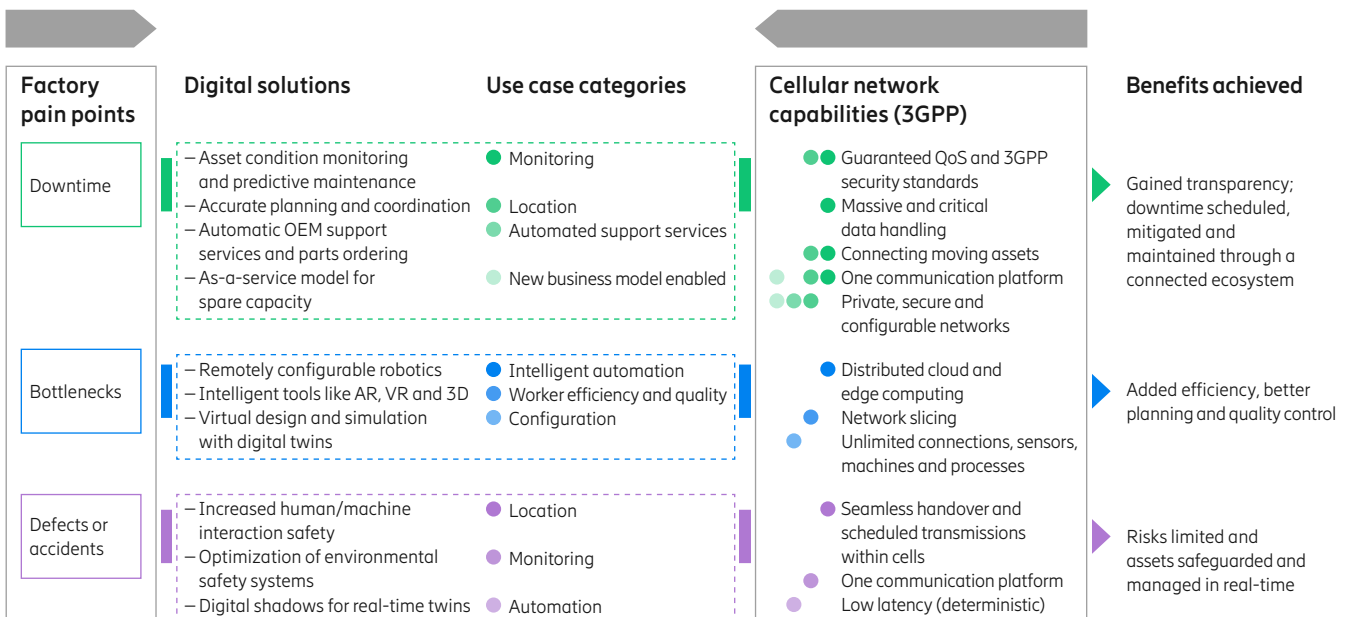 Factory
pain points
Digital solutions
Use case categories
Cellular network
capabilities (3GPP)
Benefits achieved
Downtime
– Asset condition monitoring
and predictive maintenance
– Accurate planning and coordination
– Automatic OEM support
services and parts ordering
– As-a-service model for
spare capacity
Monitoring
Location
Automated support services
New business model enabled
Guaranteed QoS and 3GPP
security standards
Massive and critical
data handling
Connecting moving assets
One communication platform
Private, secure and
configurable networks
Gained transparency;
downtime scheduled,
mitigated and
maintained through a
connected ecosystem
Bottlenecks
– Remotely configurable robotics
– Intelligent tools like AR, VR and 3D
– Virtual design and simulation
with digital twins
Intelligent automation
Worker efficiency and quality
Configuration
Distributed cloud and
edge computing
Network slicing
Unlimited connections, sensors,
machines and processes
Added efficiency, better
planning and quality control
Defects or
accidents
– Increased human/machine
interaction safety
– Optimization of environmental
safety systems
– Digital shadows for real-time twins
Location
Monitoring
Automation
Seamless handover and
scheduled transmissions
within cells
One communication platform
Low latency (deterministic)
Risks limited and
assets safeguarded and
managed in real-time